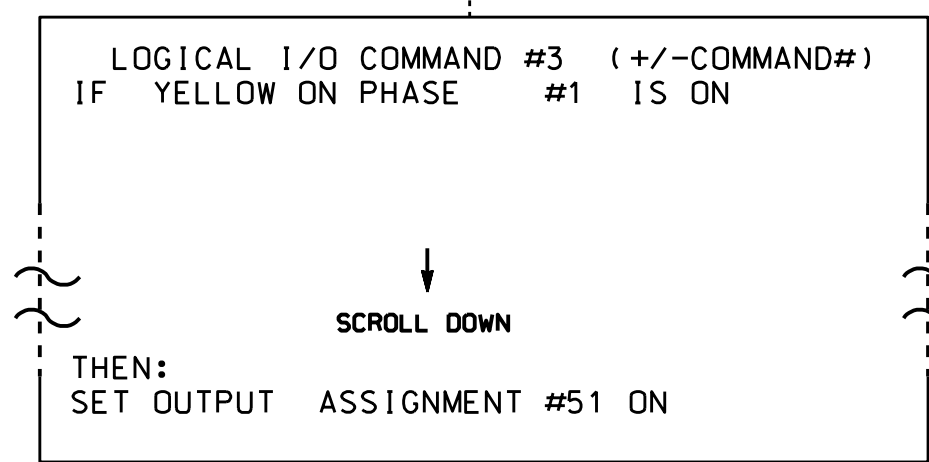 LOGICAL I/O COMMAND #3 (+/-COMMAND#)
IF YELLOW ON PHASE #1 IS ON
SCROLL DOWN
THEN:
SET OUTPUT ASSIGNMENT #51 ON